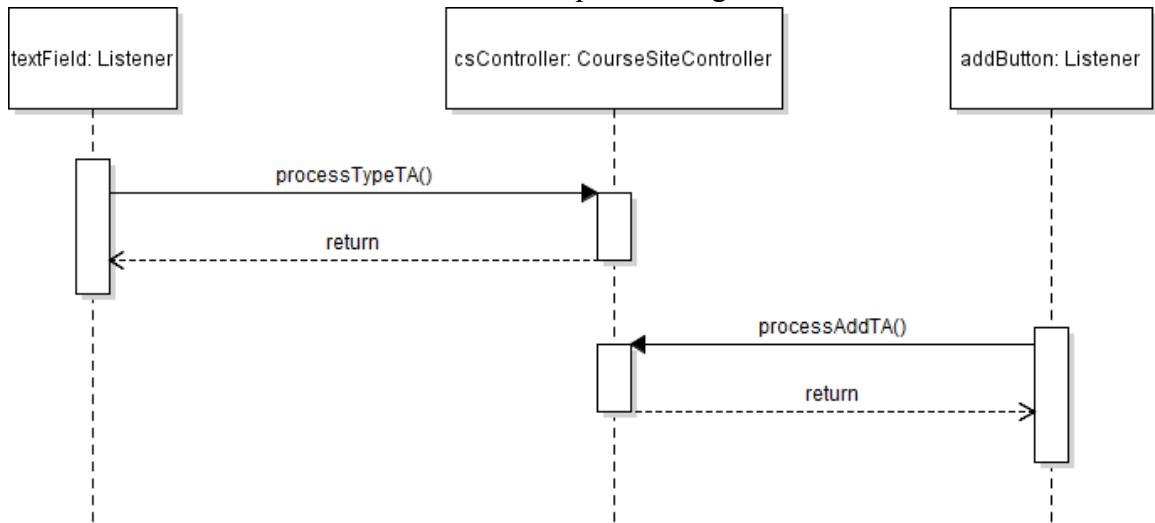 textField: Listener
csController: CourseSiteController
addButton: Listener
processTypeTA()
return
processAddTA()
return